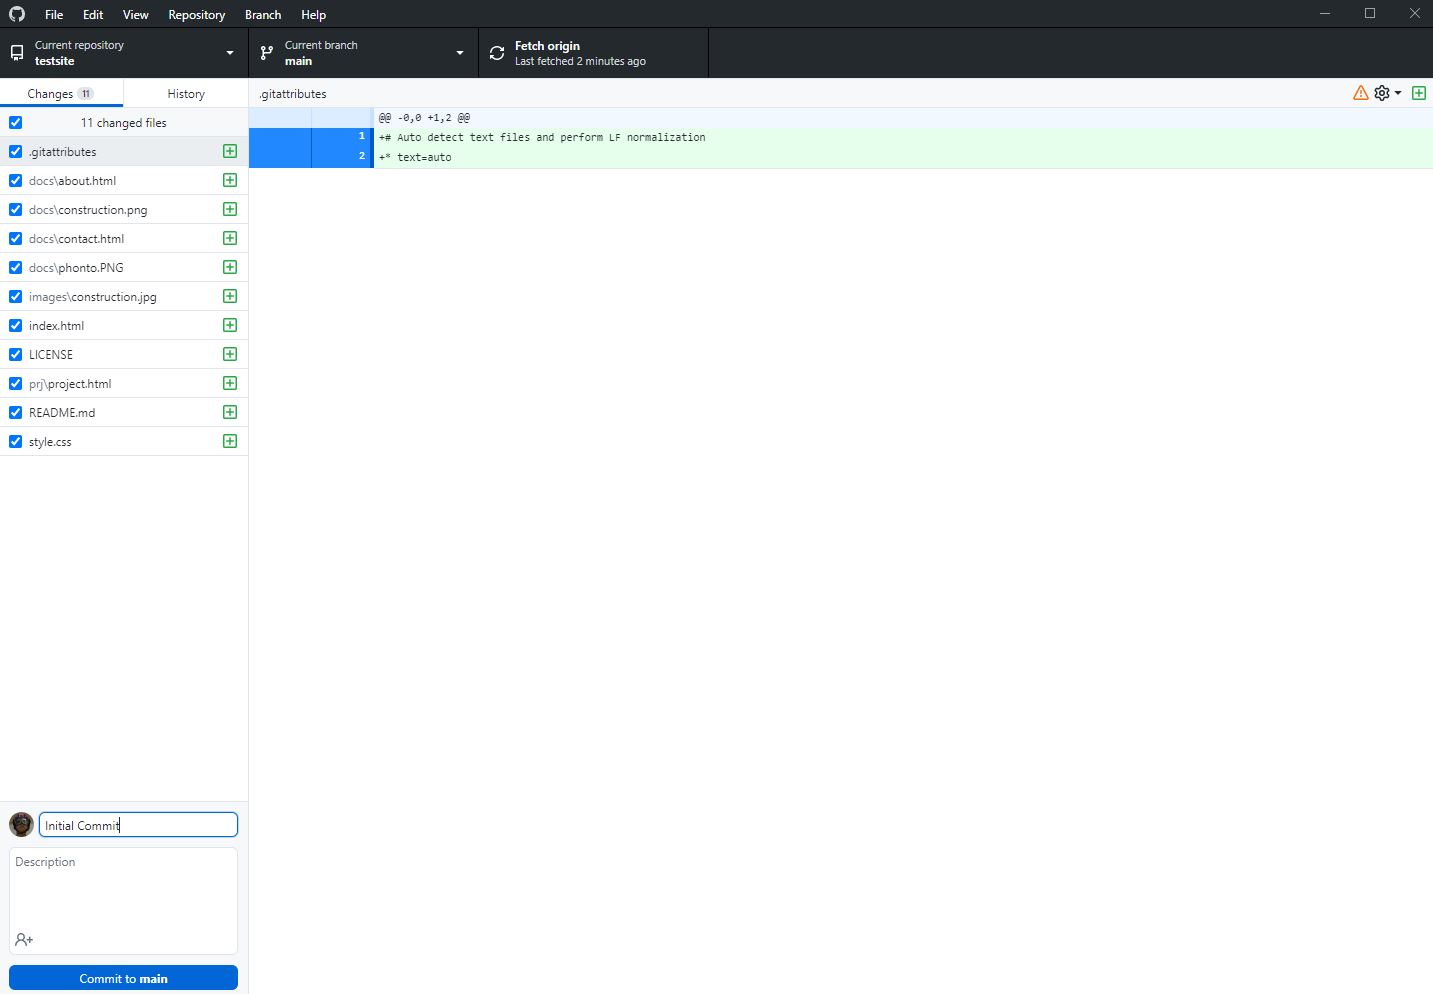 File Edit View Repository Branch Help
Current repository
testsite
Current branch
main
Fetch origin
Last fetched 2 minutes ago
Changes 11
History
.gitattributes
11 changed files
.gitattributes
docs\about.html
docs\construction.png
docs\contact.html
docs\phonto.PNG
images\construction.jpg
index.html
LICENSE
prj\project.html
README.md
style.css
@@ -0,0 +1,2 @@
1 +# Auto detect text files and perform LF normalization
2 +* text=auto
Initial Commit
Description
Commit to main